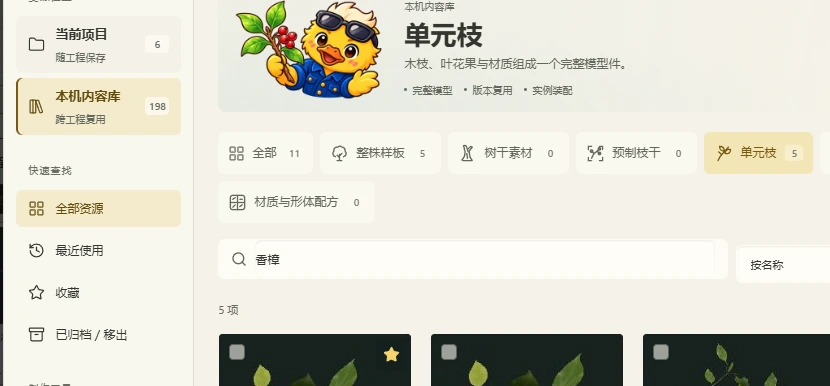 当前项目
随工程保存
6
本机内容库
跨工程复用
198
快速查找
全部资源
最近使用
收藏
已归档 / 移出
本机内容库
单元枝
木枝、叶花果与材质组成一个完整模型件。
• 完整模型 • 版本复用 • 实例装配
全部 11 整株样板 5 树干素材 0 预制枝干 0 单元枝 5
材质与形体配方 0
香樟
按名称
5 项